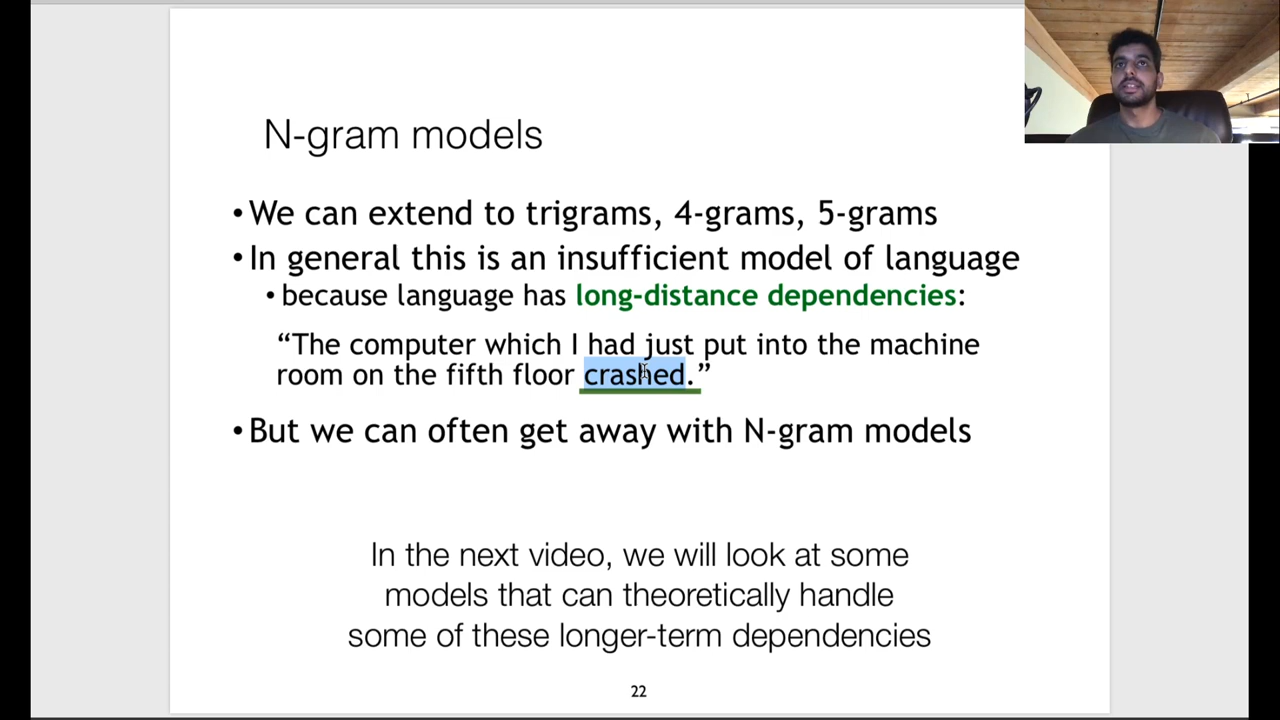 N-gram models
•We can extend to trigrams, 4-grams, 5-grams
•In general this is an insufficient model of language
•because language has long-distance dependencies:
“The computer which I had just put into the machine
room on the fifth floor crashed.”
•But we can often get away with N-gram models
In the next video, we will look at some
models that can theoretically handle
some of these longer-term dependencies
22